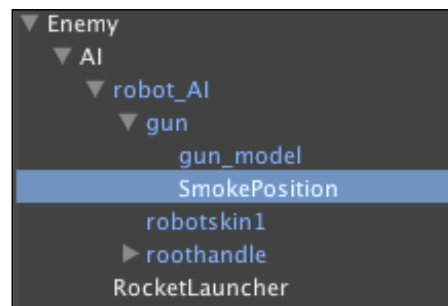 Enemy
AI
robot_AI
gun
gun_model
SmokePosition
robotskin1
roothandle
RocketLauncher